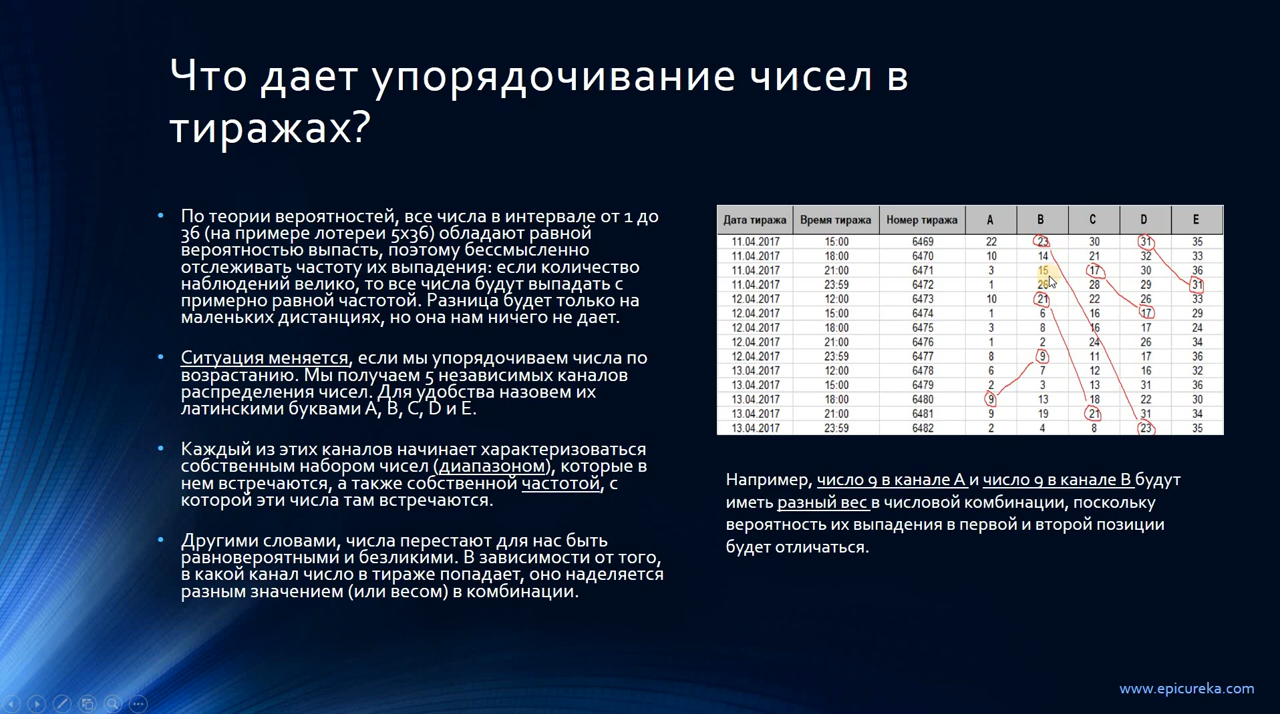 Что дает упорядочивание чисел в
тиражах?
• По теории вероятностей, все числа в интервале от 1 до
36 (на примере лотереи 5х36) обладают равной
вероятностью выпасть, поэтому бессмысленно
отслеживать частоту их выпадения: если количество
наблюдений велико, то все числа будут выпадать с
примерно равной частотой. Разница будет только на
маленьких дистанциях, но она нам ничего не дает.
• Ситуация меняется, если мы упорядочиваем числа по
возрастанию. Мы получаем 5 независимых каналов
распределения чисел. Для удобства назовем их
латинскими буквами A, B, C, D и E.
• Каждый из этих каналов начинает характеризоваться
собственным набором чисел (диапазоном), которые в
нем встречаются, а также собственной частотой, с
которой эти числа там встречаются.
• Другими словами, числа перестают для нас быть
равновероятными и безликими. В зависимости от того,
в какой канал число в тираже попадает, оно наделяется
разным значением (или весом) в комбинации.
Дата тиража Время тиража Номер тиража A B C D E
11.04.2017 15:00 6469 22 23 30 31 35
11.04.2017 18:00 6470 10 14 21 32 33
11.04.2017 21:00 6471 3 15 17 30 36
11.04.2017 23:59 6472 1 26 28 29 31
12.04.2017 12:00 6473 10 21 22 26 33
12.04.2017 15:00 6474 1 6 16 17 29
12.04.2017 18:00 6475 3 8 16 17 24
12.04.2017 21:00 6476 1 2 24 26 34
12.04.2017 23:59 6477 8 9 11 17 36
13.04.2017 12:00 6478 6 7 12 16 32
13.04.2017 15:00 6479 2 3 13 31 36
13.04.2017 18:00 6480 9 13 18 22 30
13.04.2017 21:00 6481 9 19 21 31 34
13.04.2017 23:59 6482 2 4 8 23 35
Например, число 9 в канале A и число 9 в канале B будут
иметь разный вес в числовой комбинации, поскольку
вероятность их выпадения в первой и второй позиции
будет отличаться.
www.epicureka.com